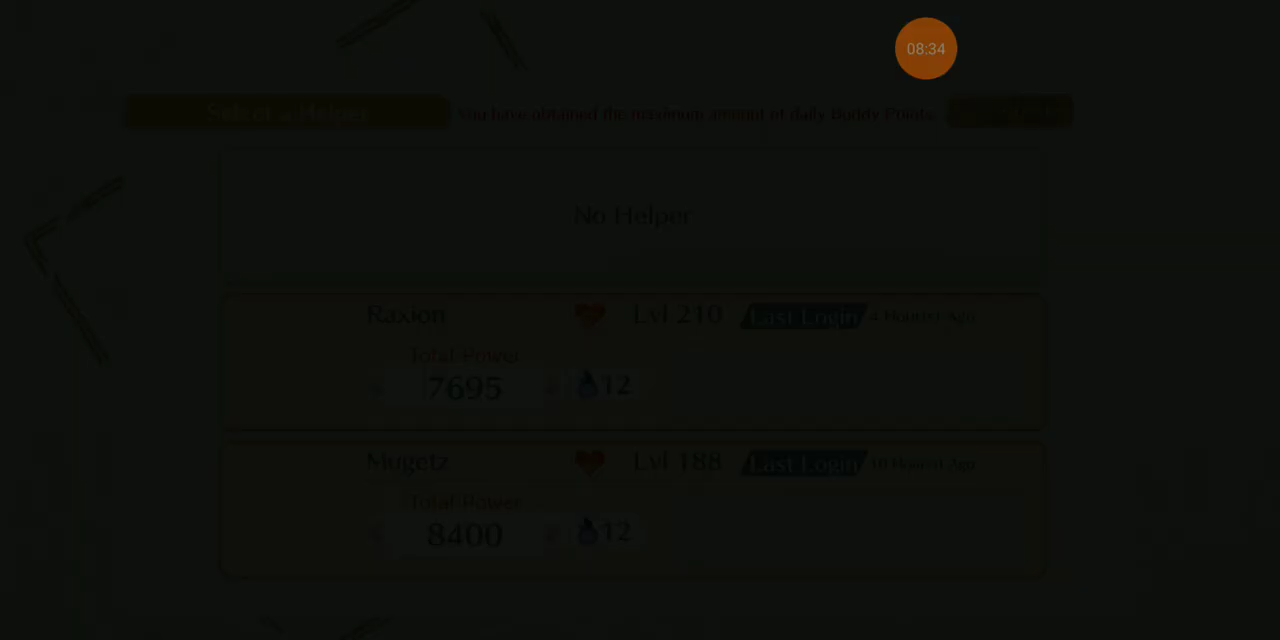 08:34
Select a Helper
You have obtained the maximum amount of daily Buddy Points.
No Helper
Raxion Lvl 210 Last Login 4 Hour(s) Ago
Total Power
7695 12
Mugetz Lvl 188 Last Login 10 Hour(s) Ago
Total Power
8400 12